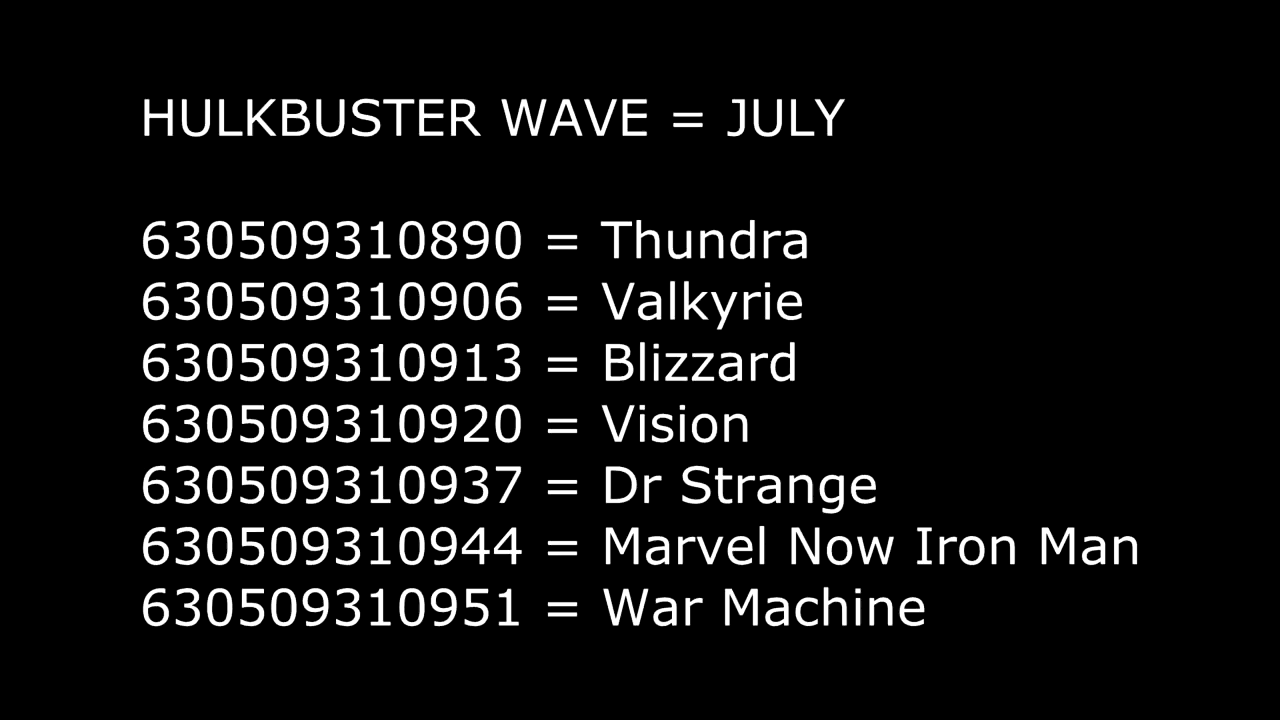 HULKBUSTER WAVE = JULY
630509310890 = Thundra
630509310906 = Valkyrie
630509310913 = Blizzard
630509310920 = Vision
630509310937 = Dr Strange
630509310944 = Marvel Now Iron Man
630509310951 = War Machine